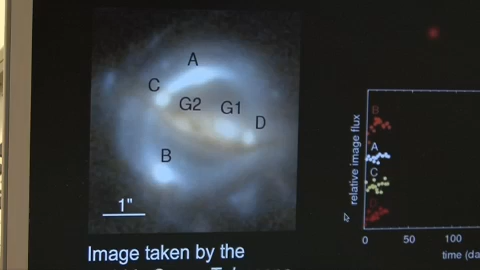 A
C
G2
G1
D
B
1"
Image taken by the
relative image flux
B
A
C
0
50
100
time (da